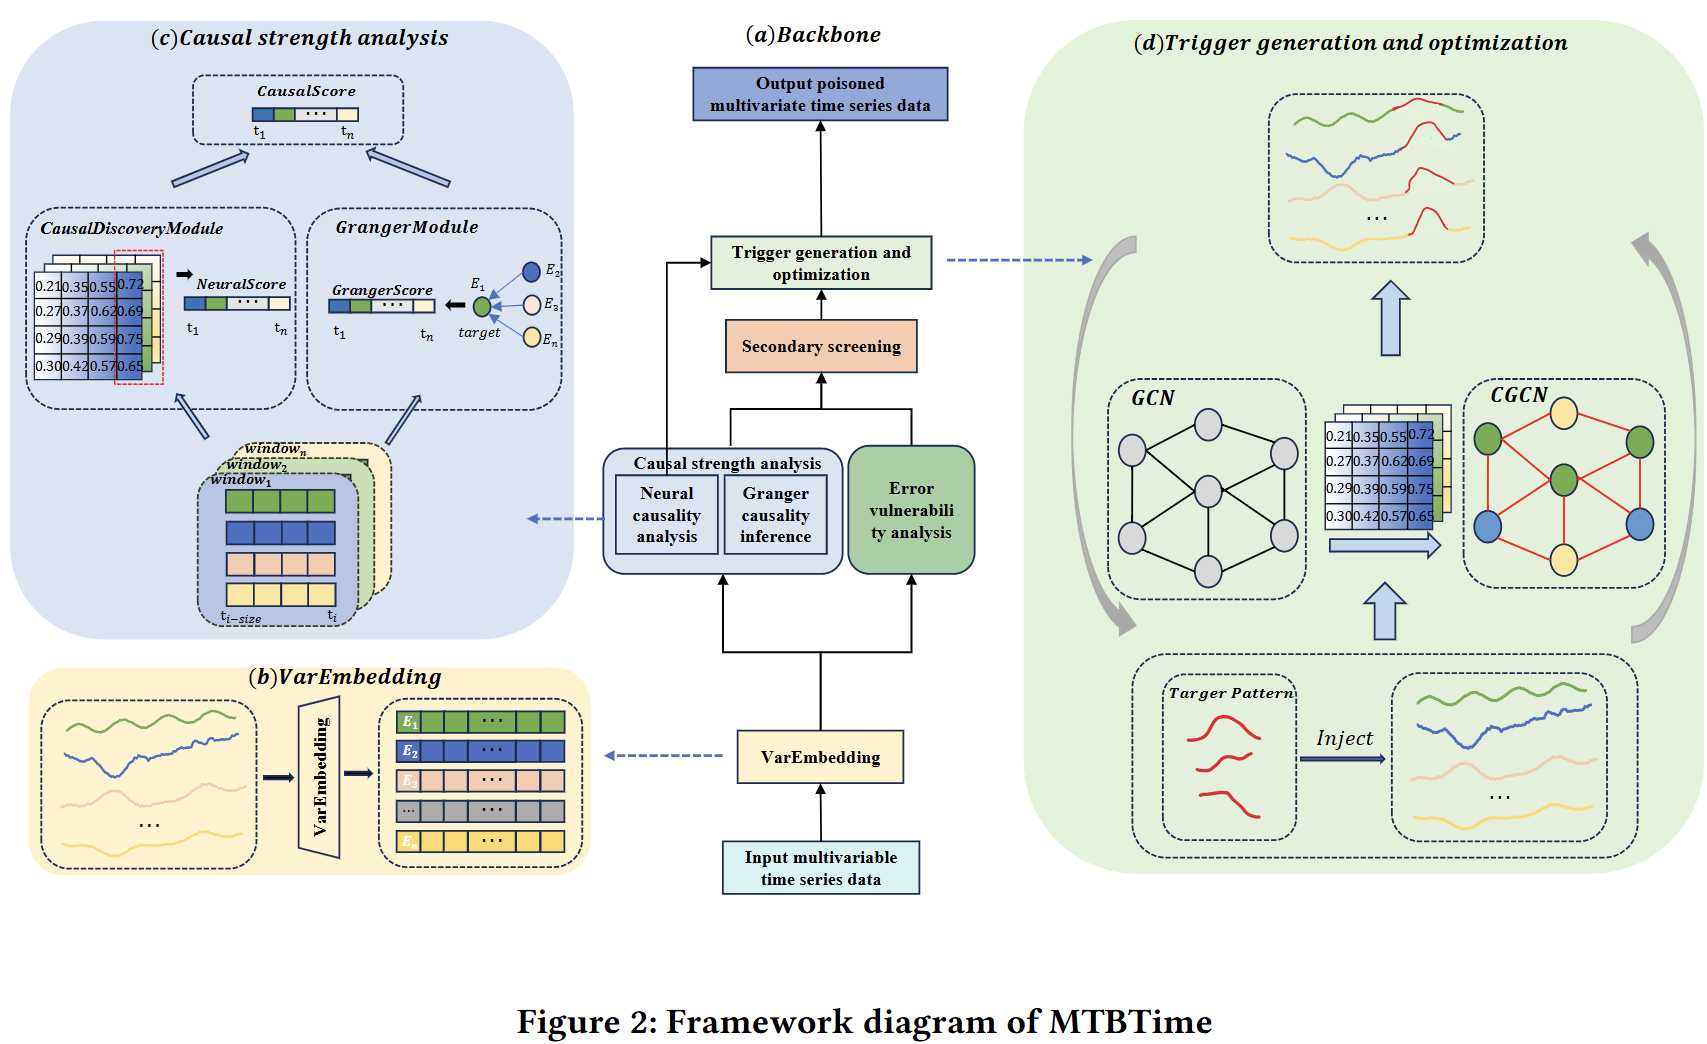 (c)Causal strength analysis
CausalScore
...
t1
tn
CausalDiscoveryModule
0.21 0.35 0.55 0.72
0.27 0.37 0.62 0.69
0.29 0.39 0.59 0.75
0.30 0.42 0.57 0.65
NeuralScore
...
t1
tn
GrangerModule
GrangerScore
...
t1
tn
E1
target
E2
E3
En
windown
window2
window1
ti−size
ti
(b)VarEmbedding
...
VarEmbedding
E1 ...
E2 ...
E3 ...
... ...
En ...
(a)Backbone
Output poisoned
multivariate time series data
Trigger generation and
optimization
Secondary screening
Causal strength analysis
Neural
causality
analysis
Granger
causality
inference
Error
vulnerabili
ty analysis
VarEmbedding
Input multivariable
time series data
(d)Trigger generation and optimization
...
GCN
0.21 0.35 0.55 0.72
0.27 0.37 0.62 0.69
0.29 0.39 0.59 0.75
0.30 0.42 0.57 0.65
CGCN
Targer Pattern
Inject
...
Figure 2: Framework diagram of MTBTime